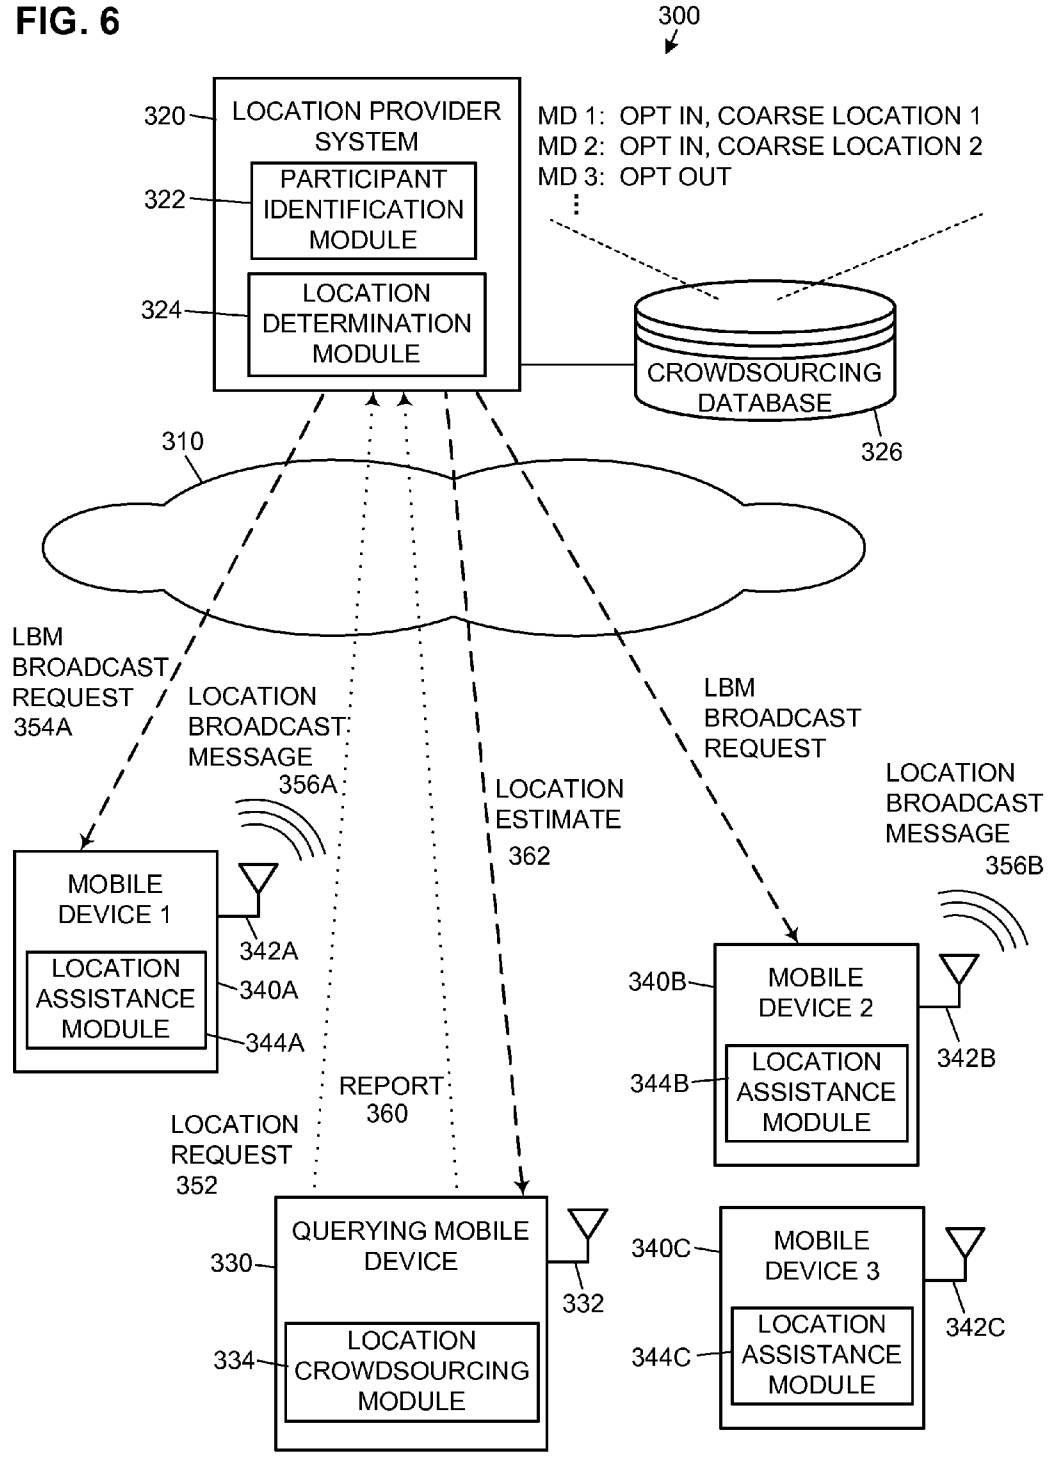 FIG. 6
300
320
LOCATION PROVIDER
SYSTEM
322
PARTICIPANT
IDENTIFICATION
MODULE
324
LOCATION
DETERMINATION
MODULE
MD 1: OPT IN, COARSE LOCATION 1
MD 2: OPT IN, COARSE LOCATION 2
MD 3: OPT OUT
CROWDSOURCING
DATABASE
326
310
LBM
BROADCAST
REQUEST
354A
LOCATION
BROADCAST
MESSAGE
356A
LOCATION
ESTIMATE
362
LBM
BROADCAST
REQUEST
LOCATION
BROADCAST
MESSAGE
356B
MOBILE
DEVICE 1
342A
LOCATION
ASSISTANCE
MODULE
340A
344A
340B
MOBILE
DEVICE 2
342B
344B
LOCATION
ASSISTANCE
MODULE
REPORT
360
LOCATION
REQUEST
352
330
QUERYING MOBILE
DEVICE
332
334
LOCATION
CROWDSOURCING
MODULE
340C
MOBILE
DEVICE 3
342C
344C
LOCATION
ASSISTANCE
MODULE